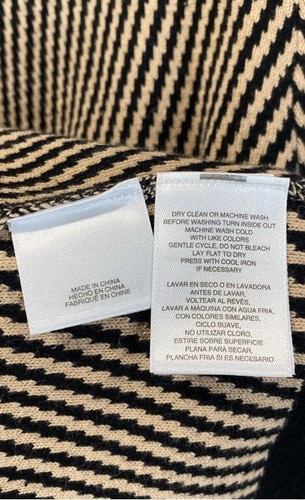 MADE IN CHINA
HECHO EN CHINA
FABRIQUÉ EN CHINE
DRY CLEAN OR MACHINE WASH
BEFORE WASHING TURN INSIDE OUT
MACHINE WASH COLD
WITH LIKE COLORS
GENTLE CYCLE, DO NOT BLEACH
LAY FLAT TO DRY
PRESS WITH COOL IRON
IF NECESSARY
LAVAR EN SECO O EN LAVADORA
ANTES DE LAVAR,
VOLTEAR AL REVÉS,
LAVAR A MÁQUINA CON AGUA FRIA,
CON COLORES SIMILARES,
CICLO SUAVE,
NO UTILIZAR CLORO,
ESTIRE SOBRE SUPERFICIE
PLANA PARA SECAR,
PLANCHA FRIA SI ES NECESARIO